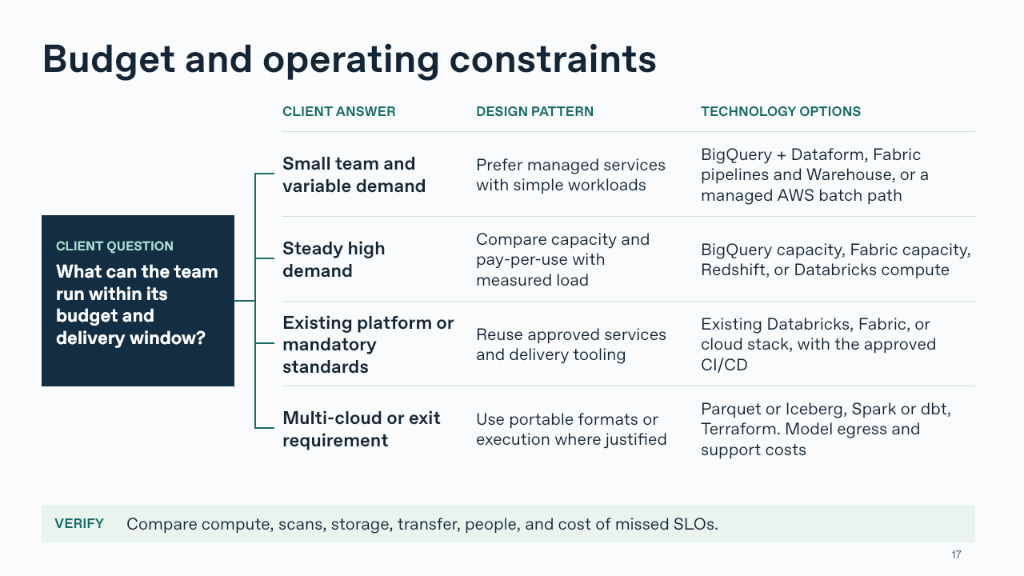 Budget and operating constraints
CLIENT ANSWER
DESIGN PATTERN
TECHNOLOGY OPTIONS
CLIENT QUESTION
What can the team
run within its
budget and
delivery window?
Small team and
variable demand
Prefer managed services
with simple workloads
BigQuery + Dataform, Fabric
pipelines and Warehouse, or a
managed AWS batch path
Steady high
demand
Compare capacity and
pay-per-use with
measured load
BigQuery capacity, Fabric capacity,
Redshift, or Databricks compute
Existing platform or
mandatory
standards
Reuse approved services
and delivery tooling
Existing Databricks, Fabric, or
cloud stack, with the approved
CI/CD
Multi-cloud or exit
requirement
Use portable formats or
execution where justified
Parquet or Iceberg, Spark or dbt,
Terraform. Model egress and
support costs
VERIFY
Compare compute, scans, storage, transfer, people, and cost of missed SLOs.
17